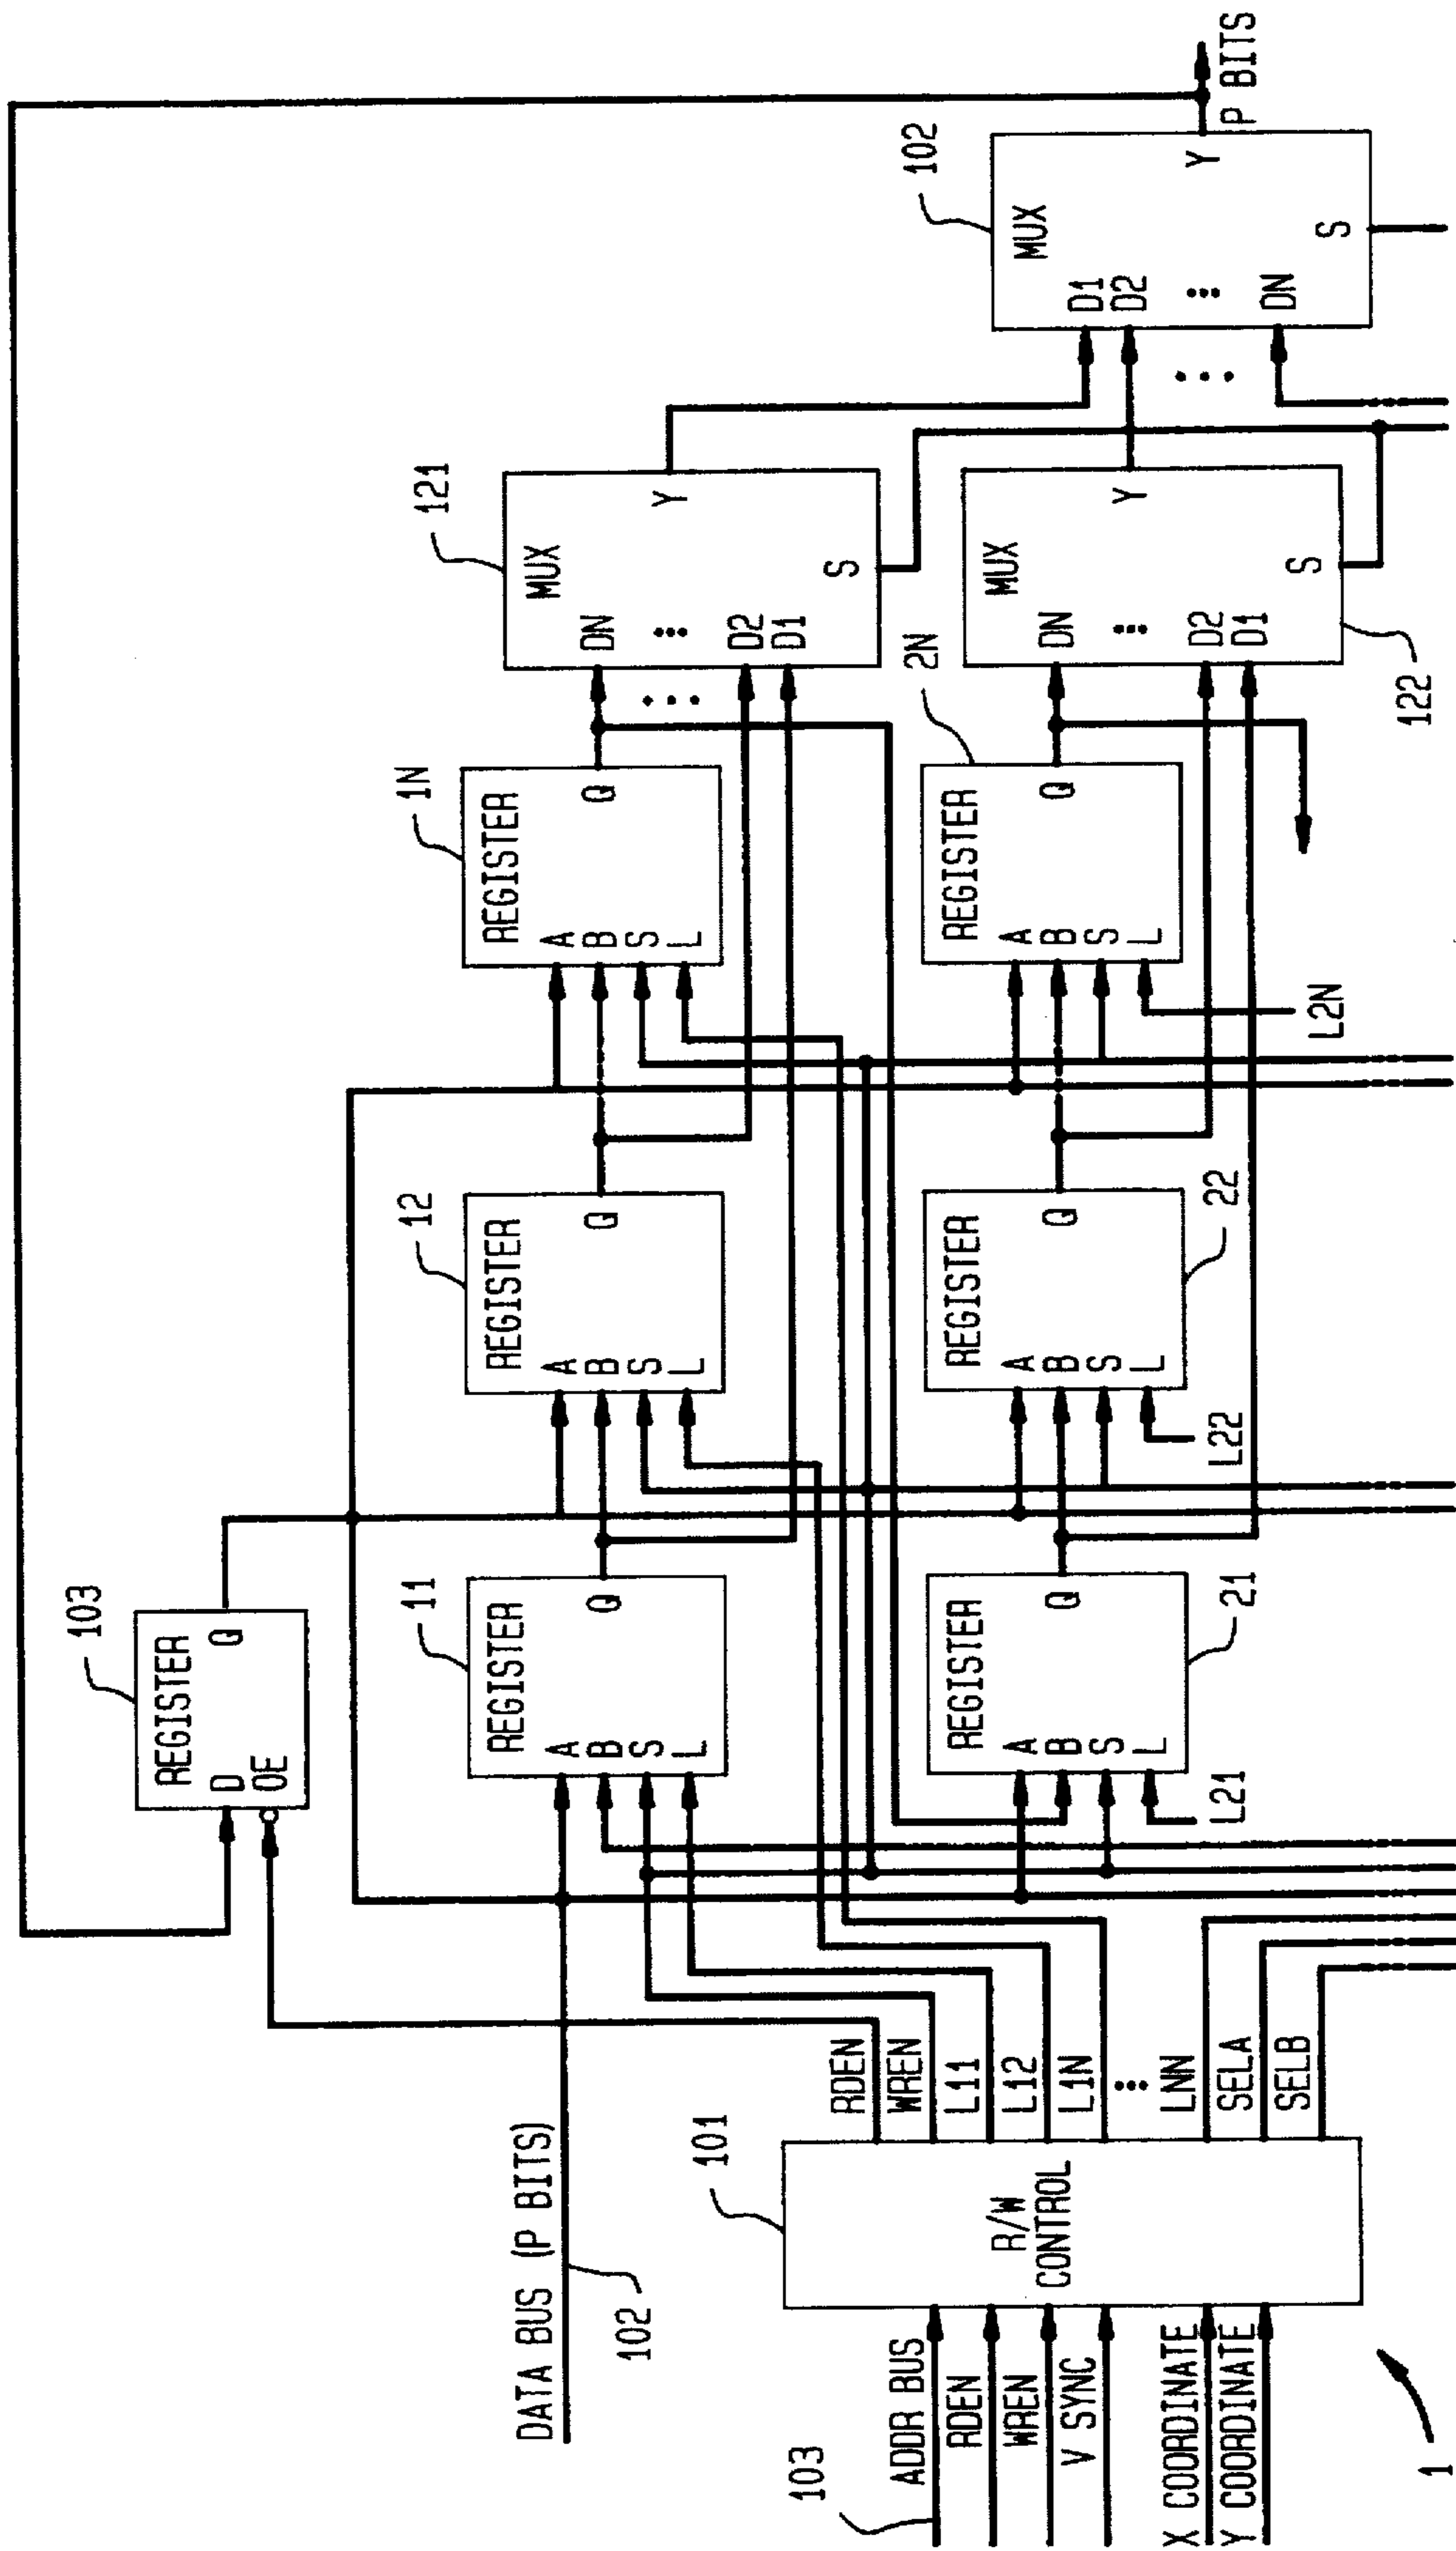 103
REGISTER
D
OE
Q
DATA BUS (P BITS)
102
11
REGISTER
A
B
S
L
Q
12
REGISTER
A
B
S
L
Q
1N
REGISTER
A
B
S
L
Q
121
MUX
DN
⋮
D2
D1
Y
S
102
MUX
D1
D2
⋮
DN
Y
S
P BITS
101
R/W
CONTROL
103
ADDR BUS
RDEN
WREN
V SYNC
X COORDINATE
Y COORDINATE
RDEN
WREN
L11
L12
L1N
⋮
LNN
SELA
SELB
REGISTER
A
B
S
L
Q
21
L21
REGISTER
A
B
S
L
Q
22
L22
2N
REGISTER
A
B
S
L
Q
L2N
MUX
DN
⋮
D2
D1
Y
S
122
1